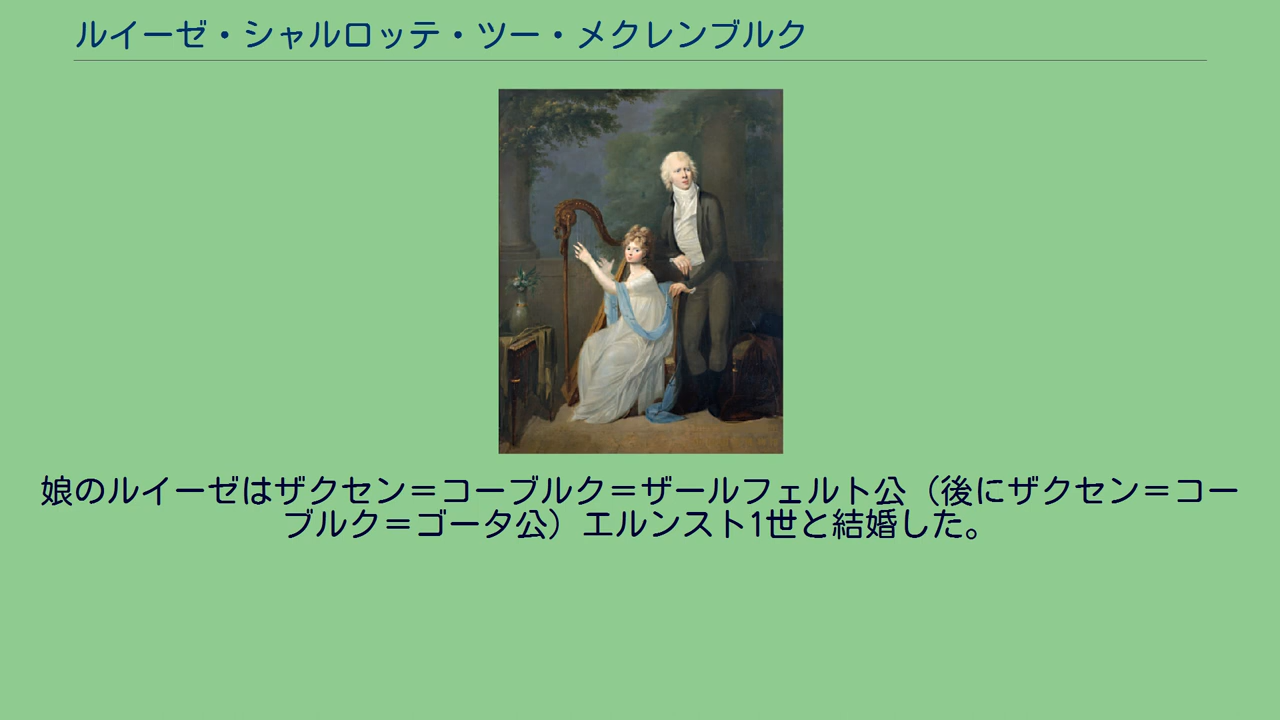 ルイーゼ・シャルロッテ・ツー・メクレンブルク
娘のルイーゼはザクセン＝コーブルク＝ザールフェルト公（後にザクセン＝コー
ブルク＝ゴータ公）エルンスト1世と結婚した。